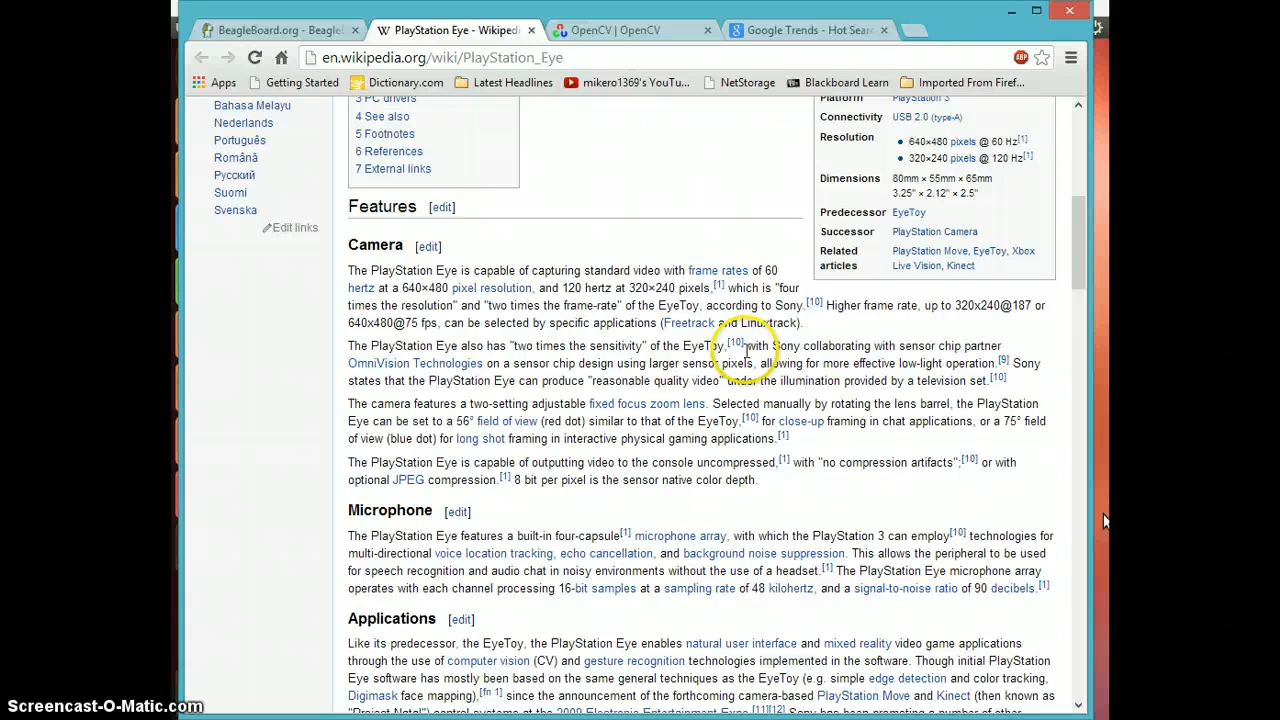 BeagleBoard.org - Beagle
PlayStation Eye - Wikipedi
OpenCV | OpenCV
Google Trends - Hot Sear
en.wikipedia.org/wiki/PlayStation_Eye
ABP
Apps
Getting Started
Dictionary.com
Latest Headlines
mikero1369's YouTu...
NetStorage
Blackboard Learn
Imported From Firef...
Bahasa Melayu
Nederlands
Português
Română
Русский
Suomi
Svenska
Edit links
3 PC drivers
4 See also
5 Footnotes
6 References
7 External links
Platform PlayStation 3
Connectivity USB 2.0 (type-A)
Resolution
640×480 pixels @ 60 Hz[1]
320×240 pixels @ 120 Hz[1]
Dimensions 80mm × 55mm × 65mm
3.25" × 2.12" × 2.5"
Predecessor EyeToy
Successor PlayStation Camera
Related articles PlayStation Move, EyeToy, Xbox
Live Vision, Kinect
Features [edit]
Camera [edit]
The PlayStation Eye is capable of capturing standard video with frame rates of 60
hertz at a 640×480 pixel resolution, and 120 hertz at 320×240 pixels,[1] which is "four
times the resolution" and "two times the frame-rate" of the EyeToy, according to Sony.[10] Higher frame rate, up to 320x240@187 or
640x480@75 fps, can be selected by specific applications (Freetrack and Linuxtrack).
The PlayStation Eye also has "two times the sensitivity" of the EyeToy,[10] with Sony collaborating with sensor chip partner
OmniVision Technologies on a sensor chip design using larger sensor pixels, allowing for more effective low-light operation.[9] Sony
states that the PlayStation Eye can produce "reasonable quality video" under the illumination provided by a television set.[10]
The camera features a two-setting adjustable fixed focus zoom lens. Selected manually by rotating the lens barrel, the PlayStation
Eye can be set to a 56° field of view (red dot) similar to that of the EyeToy,[10] for close-up framing in chat applications, or a 75° field
of view (blue dot) for long shot framing in interactive physical gaming applications.[1]
The PlayStation Eye is capable of outputting video to the console uncompressed,[1] with "no compression artifacts";[10] or with
optional JPEG compression.[1] 8 bit per pixel is the sensor native color depth.
Microphone [edit]
The PlayStation Eye features a built-in four-capsule[1] microphone array, with which the PlayStation 3 can employ[10] technologies for
multi-directional voice location tracking, echo cancellation, and background noise suppression. This allows the peripheral to be used
for speech recognition and audio chat in noisy environments without the use of a headset.[1] The PlayStation Eye microphone array
operates with each channel processing 16-bit samples at a sampling rate of 48 kilohertz, and a signal-to-noise ratio of 90 decibels.[1]
Applications [edit]
Like its predecessor, the EyeToy, the PlayStation Eye enables natural user interface and mixed reality video game applications
through the use of computer vision (CV) and gesture recognition technologies implemented in the software. Though initial PlayStation
Eye software has mostly been based on the same general techniques as the EyeToy (e.g. simple edge detection and color tracking,
Digimask face mapping),[fn 1] since the announcement of the forthcoming camera-based PlayStation Move and Kinect (then known as
"Project Natal") control systems at the 2009 Electronic Entertainment Expo,[11][12] Sony has been promoting a number of other
Screencast-O-Matic.com